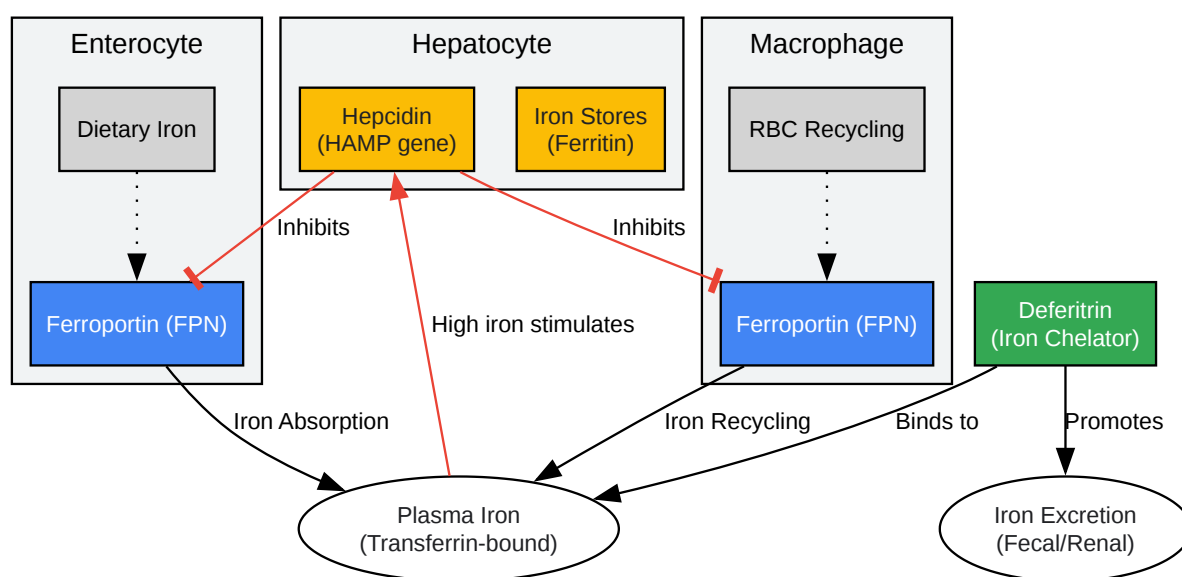 Enterocyte
Hepatocyte
Macrophage
Dietary Iron
Hepcidin
(HAMP gene)
Iron Stores
(Ferritin)
RBC Recycling
Inhibits
Inhibits
Ferroportin (FPN)
High iron stimulates
Ferroportin (FPN)
Deferitrin
(Iron Chelator)
Iron Absorption
Iron Recycling
Binds to
Promotes
Plasma Iron
(Transferrin-bound)
Iron Excretion
(Fecal/Renal)